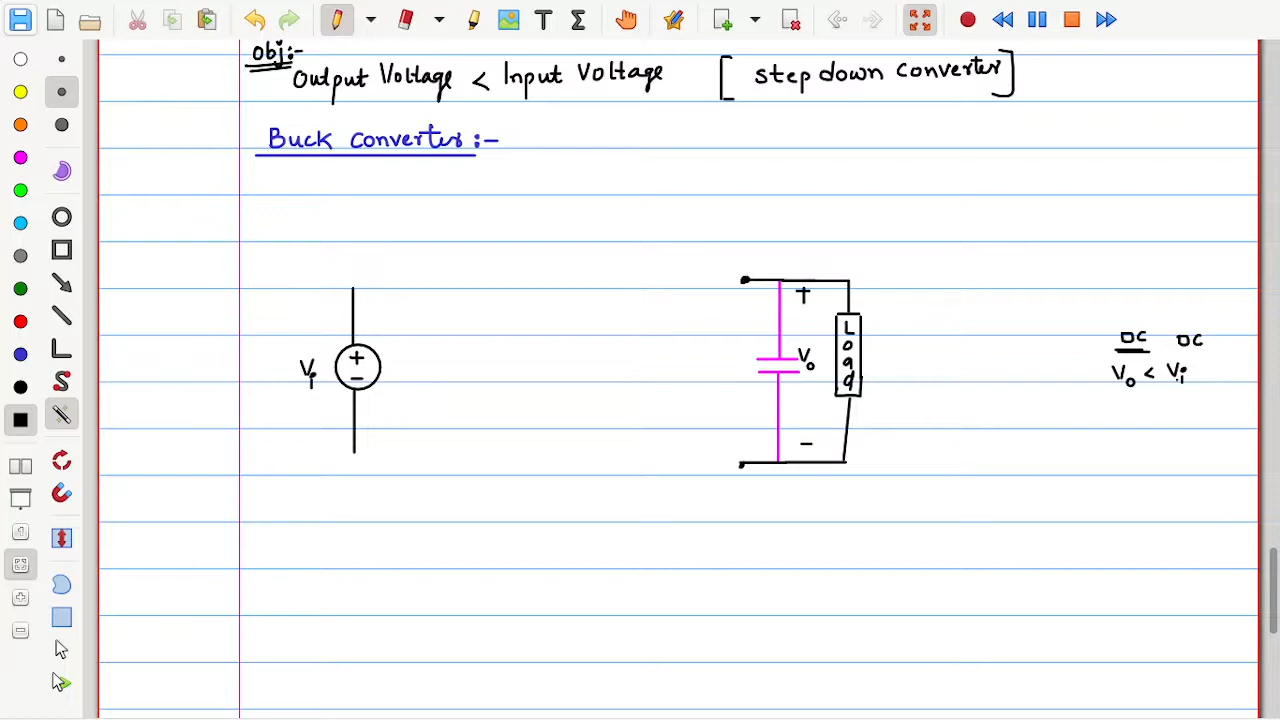 Obj:-
Output Voltage < Input Voltage [ step down converter ]
Buck Converter :-
+
Vi
+
-
Vo
Load
-
DC DC
Vo < Vi